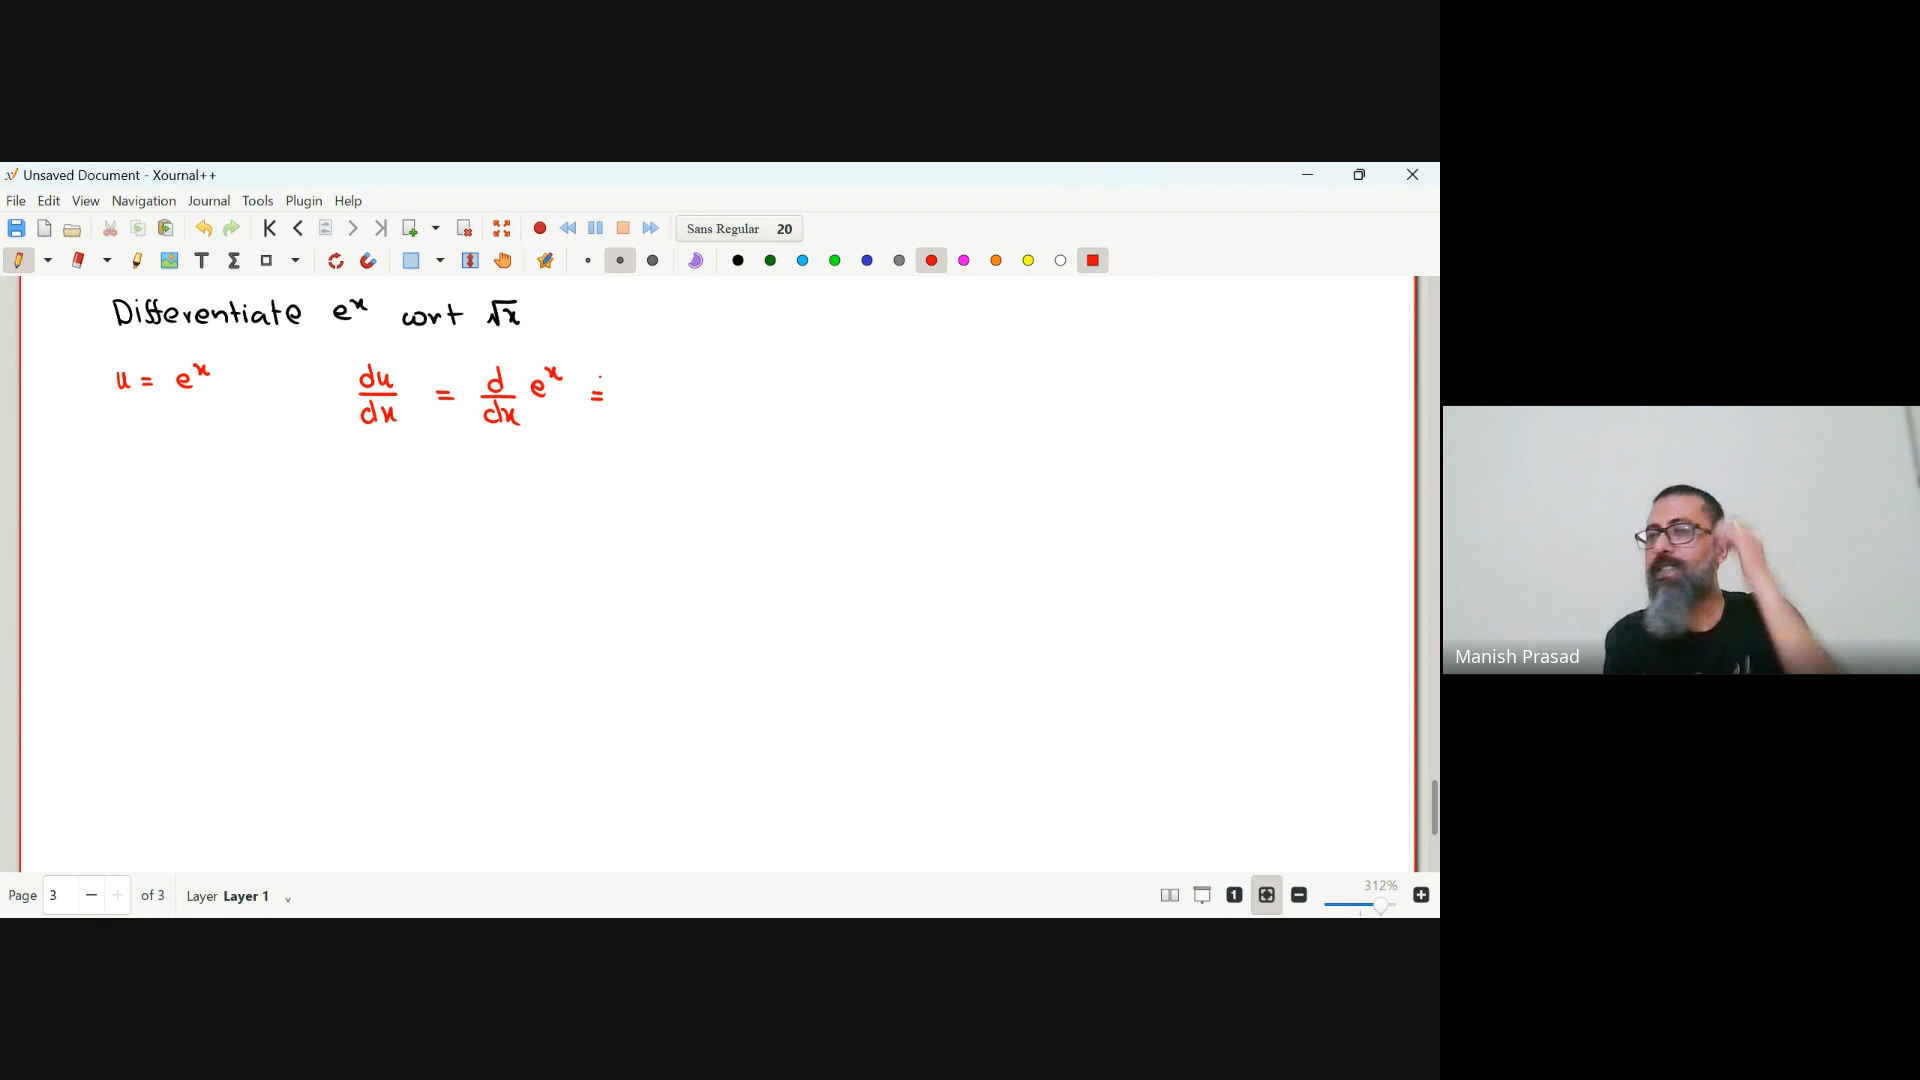 Unsaved Document - Xournal++
File Edit View Navigation Journal Tools Plugin Help
Sans Regular 20
Differentiate e^x wrt √x
u = e^x du/dx = d/dx e^x =
Manish Prasad
Page 3 of 3 Layer Layer 1 312%